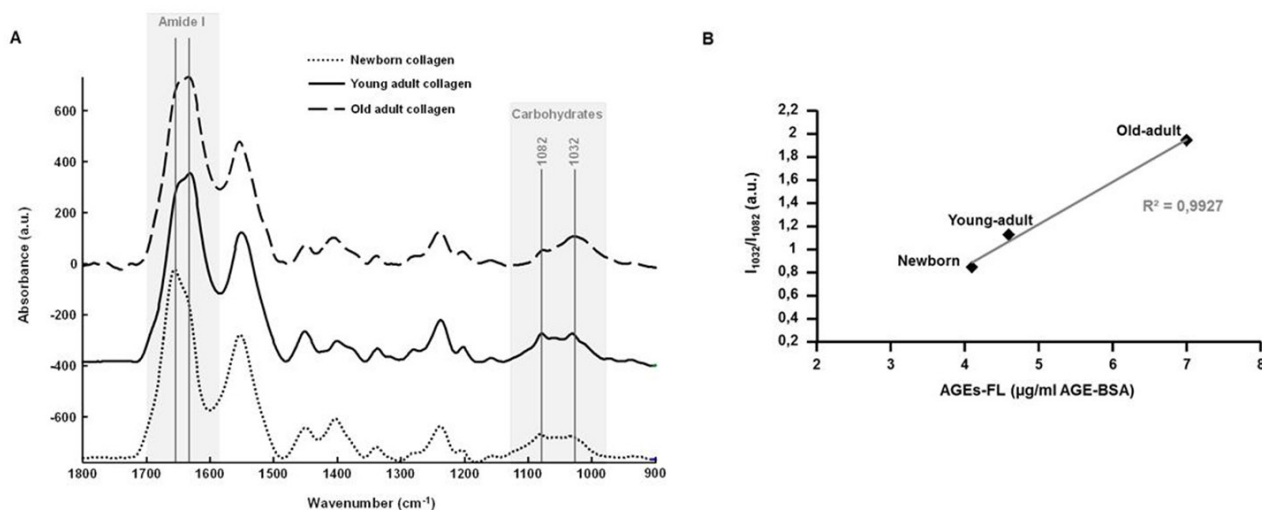 A
Amide I
Newborn collagen
Young adult collagen
Old adult collagen
Carbohydrates
1082
1032
Absorbance (a.u.)
600
400
200
0
-200
-400
-600
1800
1700
1600
1500
1400
1300
1200
1100
1000
900
Wavenumber (cm-1)
B
2,2
2
1,8
1,6
1,4
1,2
1
0,8
0,6
0,4
0,2
I1032/I1082 (a.u.)
Old-adult
Young-adult
Newborn
R² = 0,9927
2
3
4
5
6
7
8
AGEs-FL (µg/ml AGE-BSA)